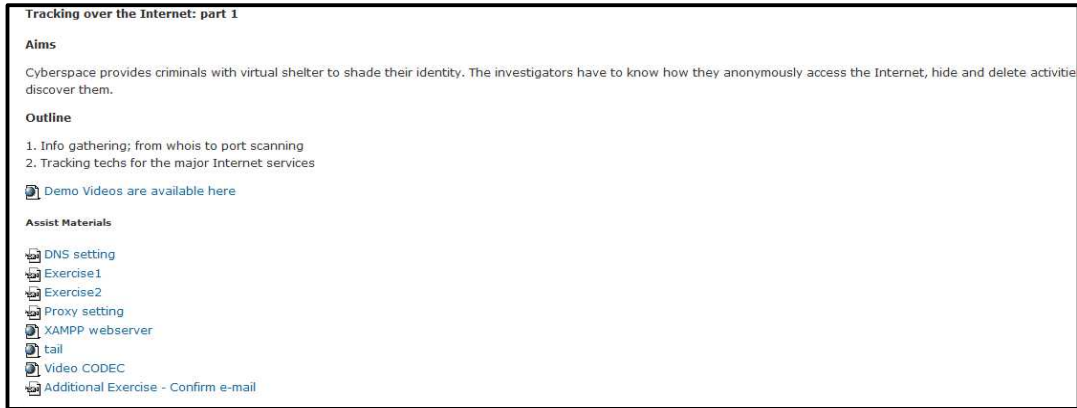 Tracking over the Internet: part 1
Aims
Cyberspace provides criminals with virtual shelter to shade their identity. The investigators have to know how they anonymously access the Internet, hide and delete activitie
discover them.
Outline
1. Info gathering; from whois to port scanning
2. Tracking techs for the major Internet services
Demo Videos are available here
Assist Materials
DNS setting
Exercise1
Exercise2
Proxy setting
XAMPP webserver
tail
Video CODEC
Additional Exercise - Confirm e-mail